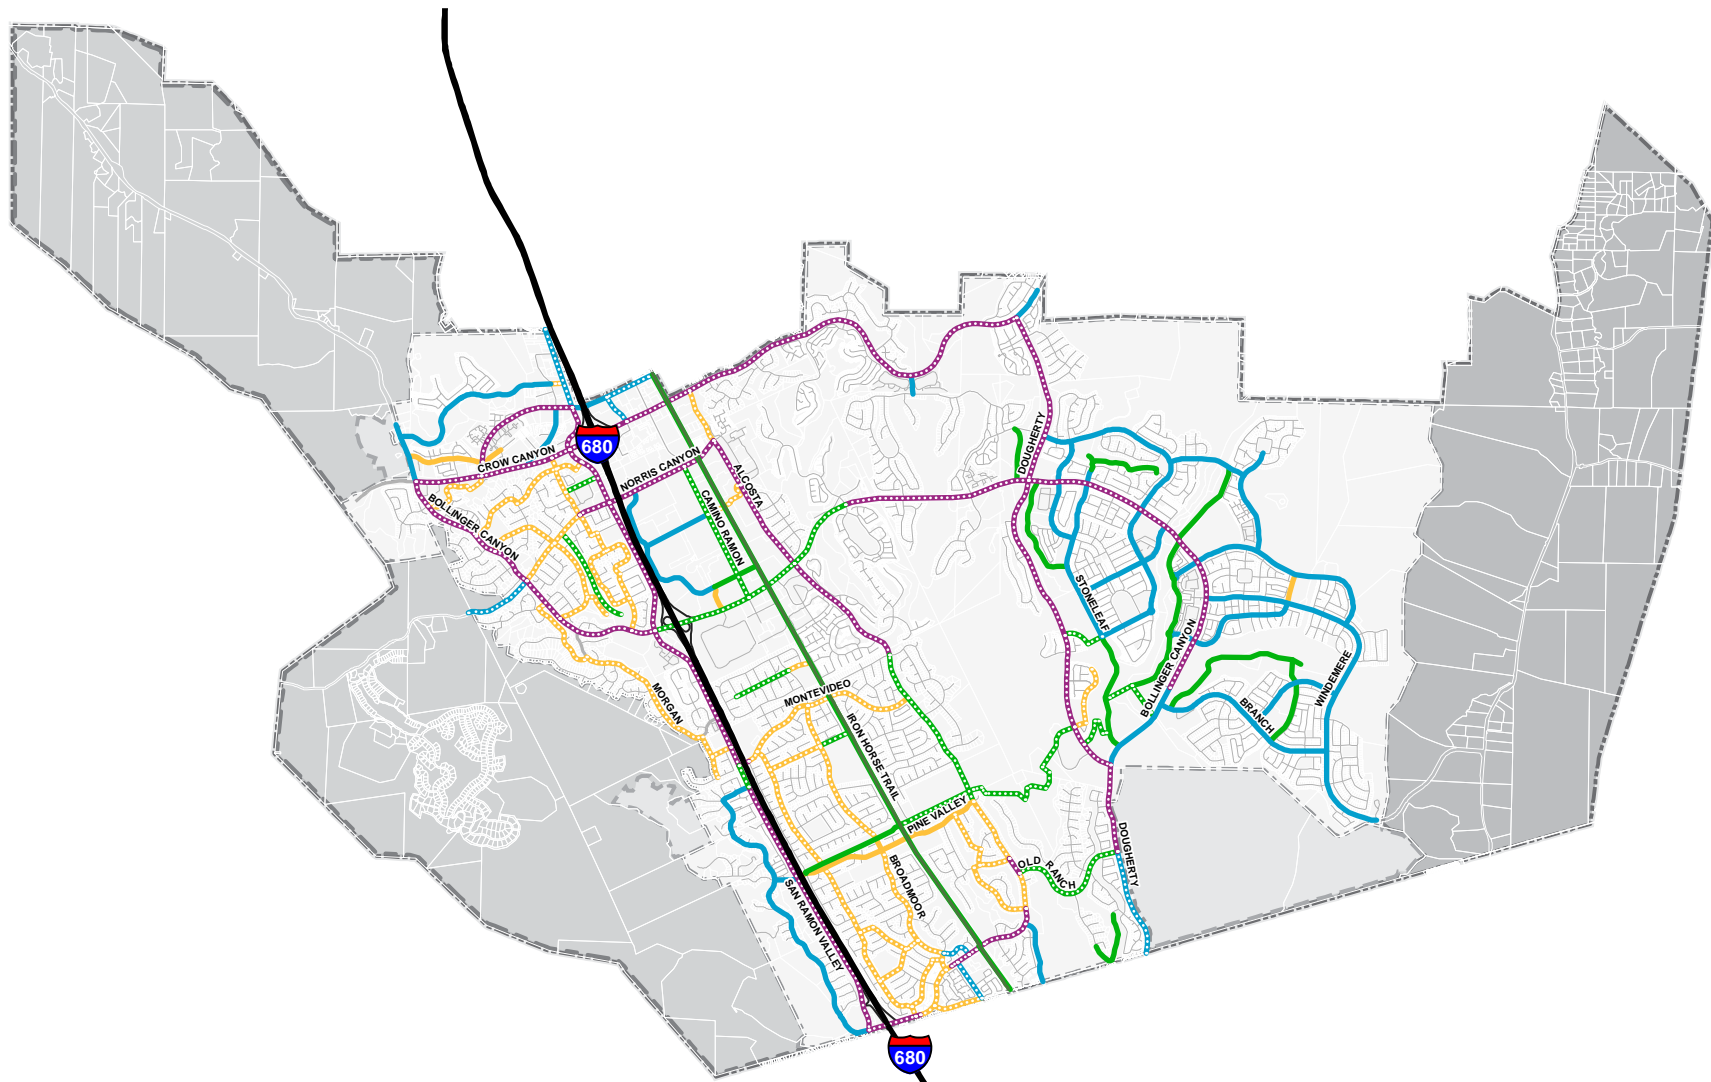 DOUGHERTY
680
CROW CANYON
NORRIS CANYON
ALCOSTA
BOLLINGER CANYON
CAMINO RAMON
STONELEAF
BOLLINGER CANYON
WINDEMERE
MORGAN
MONTEVIDEO
BRANCH
IRON HORSE TRAIL
PINE VALLEY
DOUGHERTY
OLD RANCH
BROADMOOR
SAN RAMON VALLEY
680